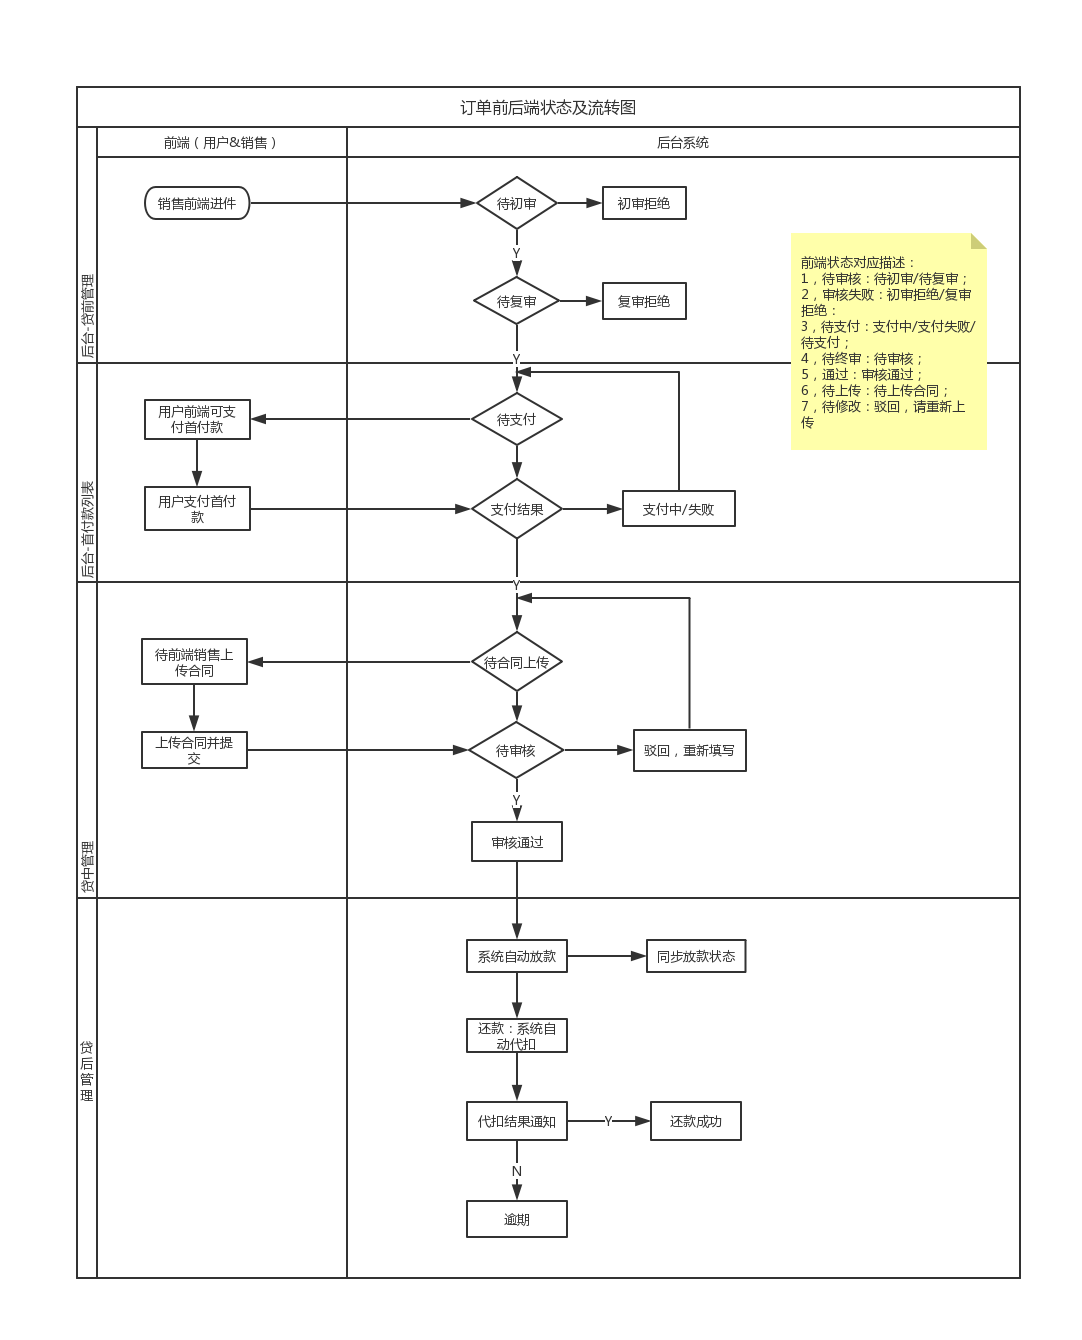 订单前后端状态及流转图
前端（用户&销售）
后台系统
后台-贷前管理
销售前端进件
待初审
初审拒绝
Y
待复审
复审拒绝
Y
前端状态对应描述：
1，待审核：待初审/待复审；
2，审核失败：初审拒绝/复审
拒绝：
3，待支付：支付中/支付失败/
待支付；
4，待终审：待审核；
5，通过：审核通过；
6，待上传：待上传合同；
7，待修改：驳回，请重新上
传
后台-首付款列表
用户前端可支
付首付款
待支付
用户支付首付
款
支付结果
支付中/失败
Y
贷中管理
待前端销售上
传合同
待合同上传
上传合同并提
交
待审核
驳回，重新填写
Y
审核通过
贷
后
管
理
系统自动放款
同步放款状态
还款：系统自
动代扣
代扣结果通知
Y
还款成功
N
逾期